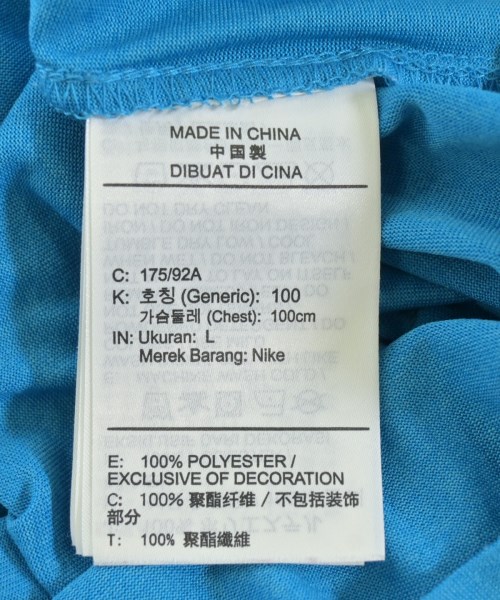 MADE IN CHINA
中国製
DIBUAT DI CINA
C: 175/92A
K: 호칭 (Generic): 100
가슴둘레 (Chest): 100cm
IN: Ukuran: L
Merek Barang: Nike
E: 100% POLYESTER /
EXCLUSIVE OF DECORATION
C: 100% 聚酯纤维 / 不包括装饰
部分
T: 100% 聚酯纖維